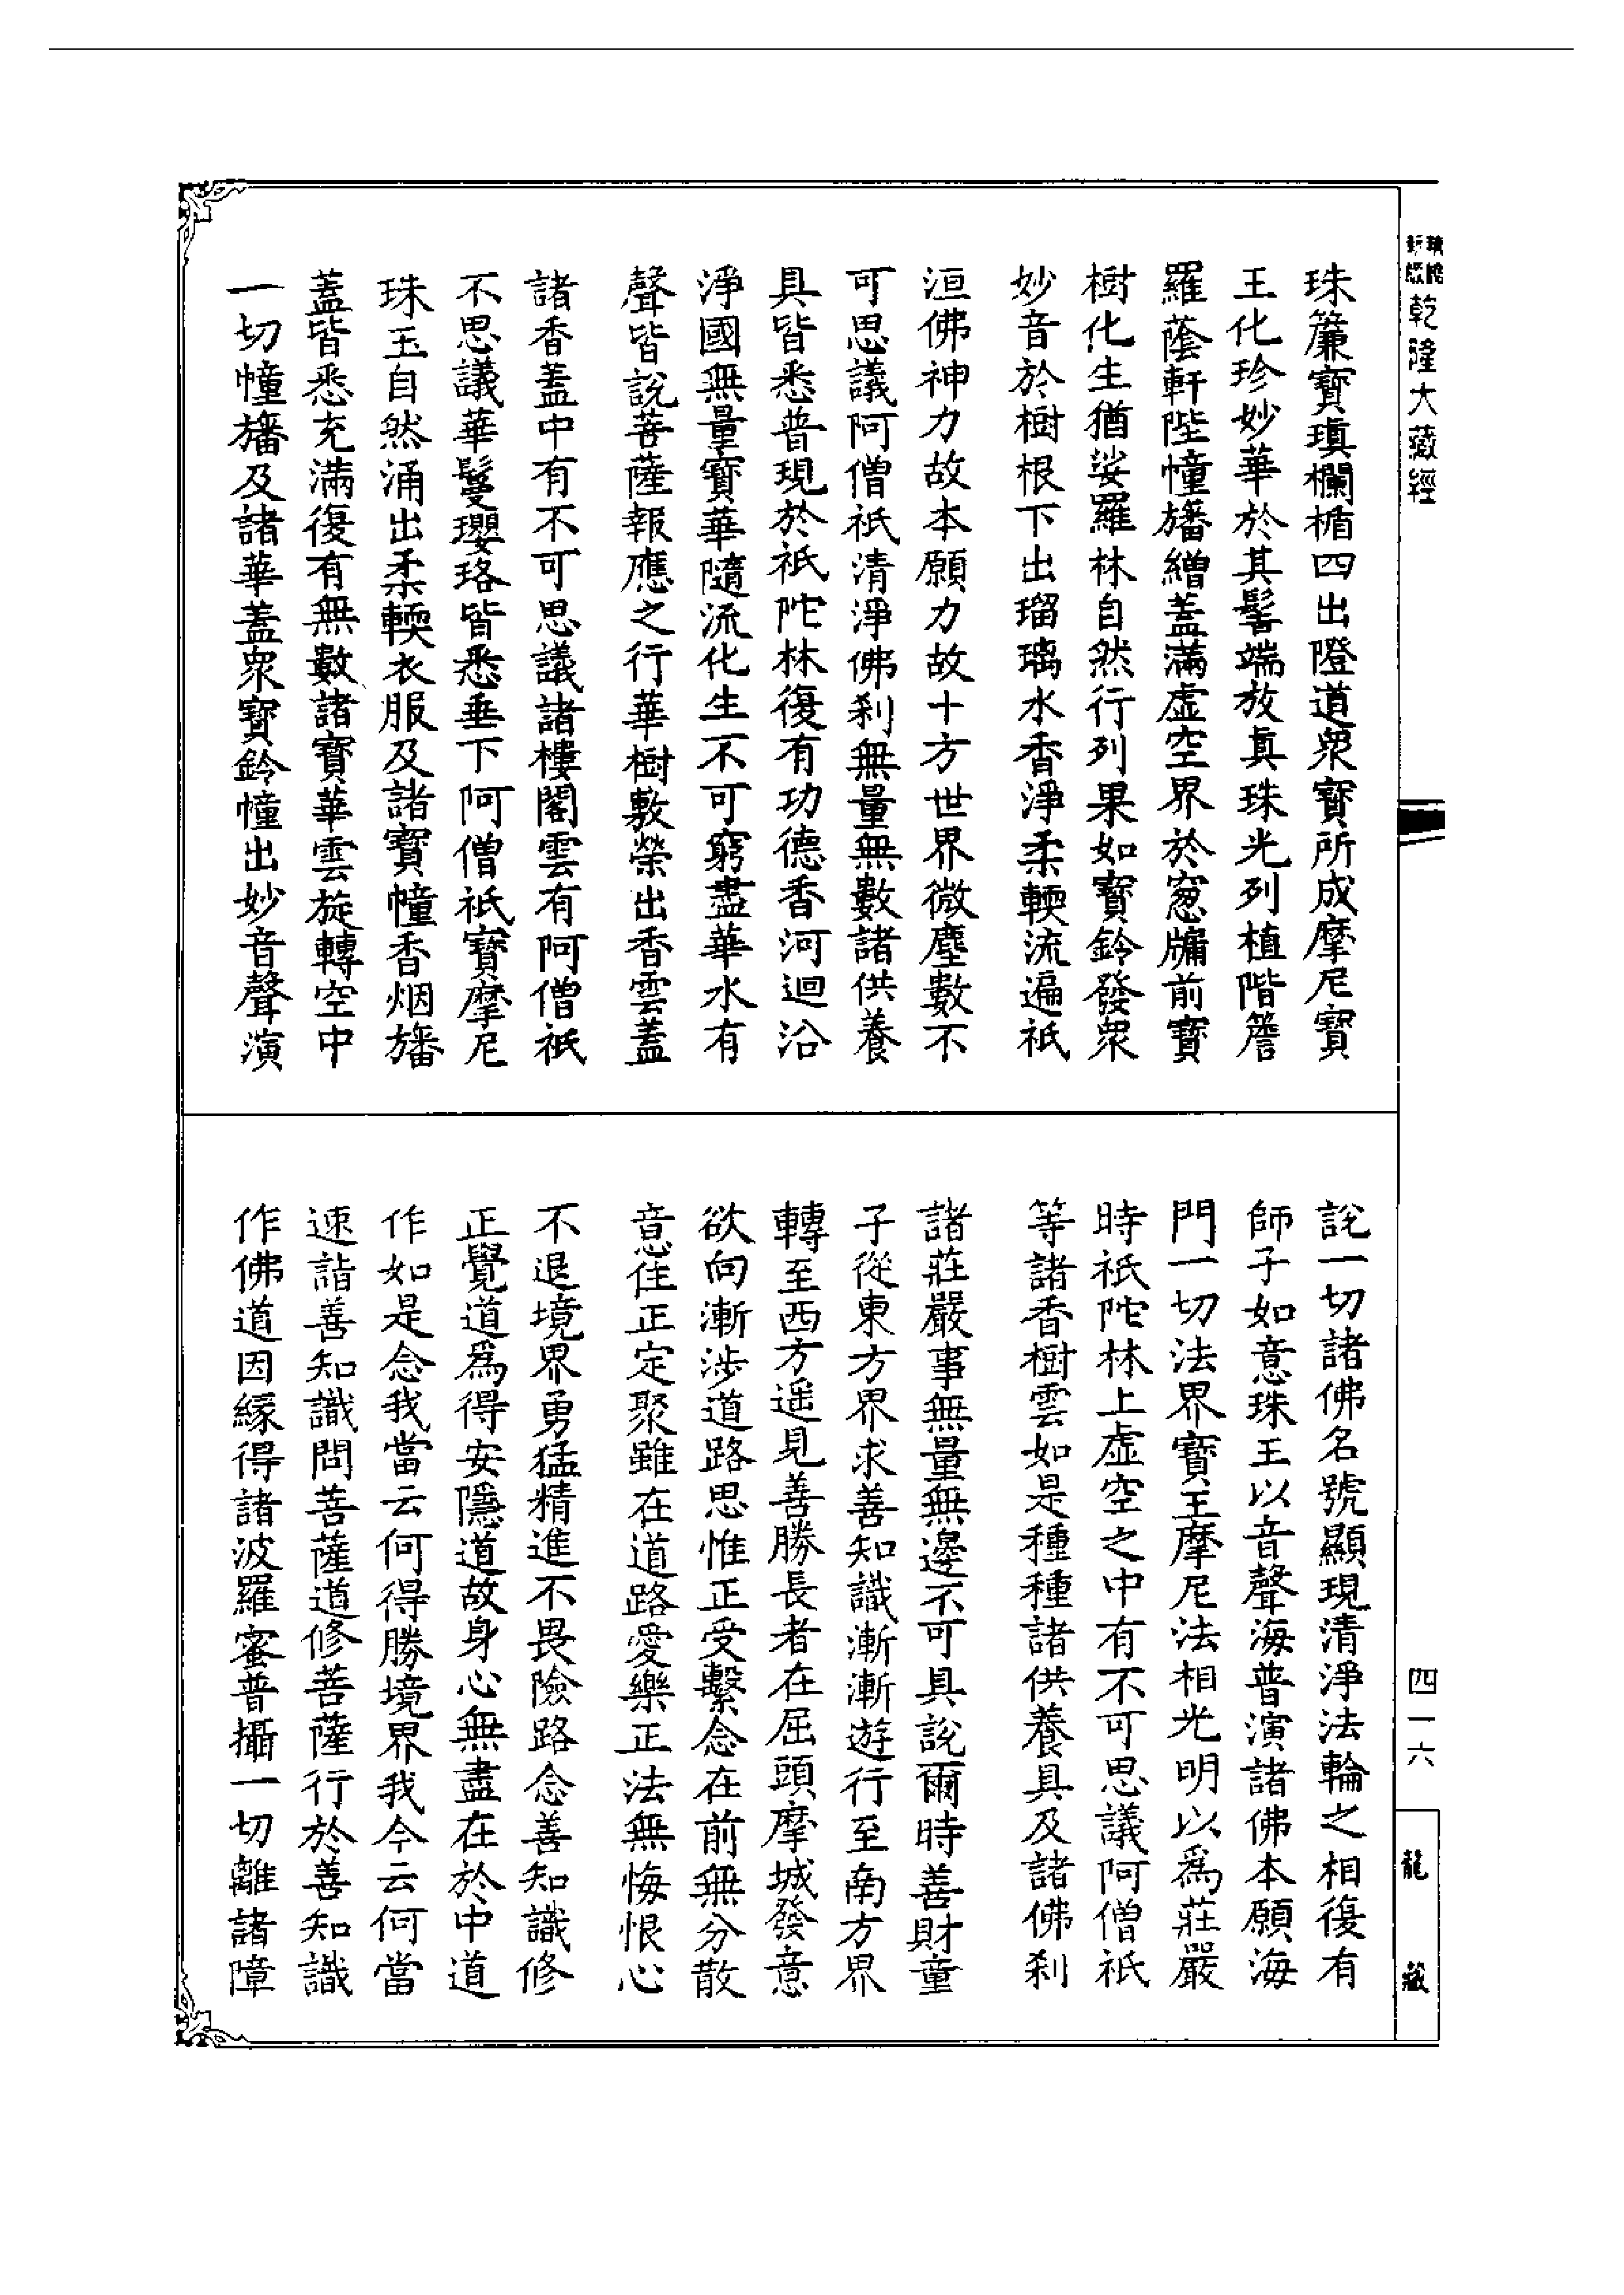 乾隆大藏經
珠簾寶瑱欄楯四出隥道眾寶所成摩尼寶
王化珍妙華於其髻端放真珠光列植階簷
羅蔭軒陛幢旛繒蓋滿虛空界於窓牖前寶
樹化生猶娑羅林自然行列果如寶鈴發眾
妙音於樹根下出瑠璃水香淨柔輭流遍祇
洹佛神力故本願力故十方世界微塵數不
可思議阿僧祇清淨佛剎無量無數諸供養
具皆悉普現於祇陀林復有功德香河迴沿
淨國無量寶華隨流化生不可窮盡華水有
聲皆說菩薩報應之行華樹敷榮出香雲蓋
諸香蓋中有不可思議諸樓閣雲有阿僧祇
不思議華鬘瓔珞皆悉垂下阿僧祇寶摩尼
珠玉自然涌出柔輭衣服及諸寶幢香烟旛
蓋皆悉充滿復有無數諸寶華雲旋轉空中
一切幢旛及諸華蓋眾寶鈴幢出妙音聲演
說一切諸佛名號顯現清淨法輪之相復有
師子如意珠王以音聲海普演諸佛本願海
門一切法界寶王摩尼法相光明以為莊嚴
時祇陀林上虛空之中有不可思議阿僧祇
等諸香樹雲如是種種諸供養具及諸佛剎
諸莊嚴事無量無邊不可具說爾時善財童
子從東方界求善知識漸漸遊行至南方界
轉至西方遥見善勝長者在屈頭摩城發意
欲向漸涉道路思惟正受繫念在前無分散
意住正定聚雖在道路愛樂正法無悔恨心
不退境界勇猛精進不畏險路念善知識修
正覺道為得安隱道故身心無盡在於中道
作如是念我當云何得勝境界我今云何當
速詣善知識問菩薩道修菩薩行於善知識
作佛道因緣得諸波羅蜜普攝一切離諸障
四一六
龍藏